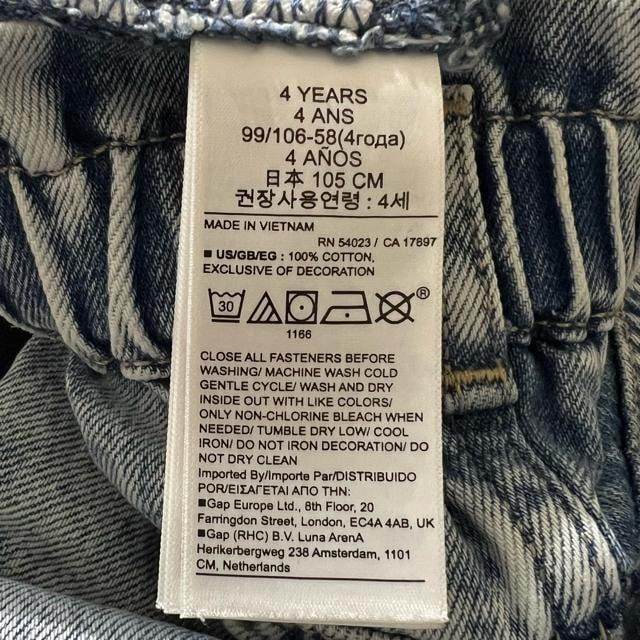 4 YEARS
4 ANS
99/106-58(4года)
4 AÑOS
日本 105 CM
권장사용연령 : 4세
MADE IN VIETNAM
RN 54023 / CA 17897
■ US/GB/EG : 100% COTTON,
EXCLUSIVE OF DECORATION
30 ®
1166
CLOSE ALL FASTENERS BEFORE
WASHING/ MACHINE WASH COLD
GENTLE CYCLE/ WASH AND DRY
INSIDE OUT WITH LIKE COLORS/
ONLY NON-CHLORINE BLEACH WHEN
NEEDED/ TUMBLE DRY LOW/ COOL
IRON/ DO NOT IRON DECORATION/ DO
NOT DRY CLEAN
Imported By/Importe Par/DISTRIBUIDO
POR/ΕΙΣΑΓΕΤΑΙ ΑΠΟ ΤΗΝ:
■Gap Europe Ltd., 8th Floor, 20
Farringdon Street, London, EC4A 4AB, UK
■Gap (RHC) B.V. Luna ArenA
Herikerbergweg 238 Amsterdam, 1101
CM, Netherlands